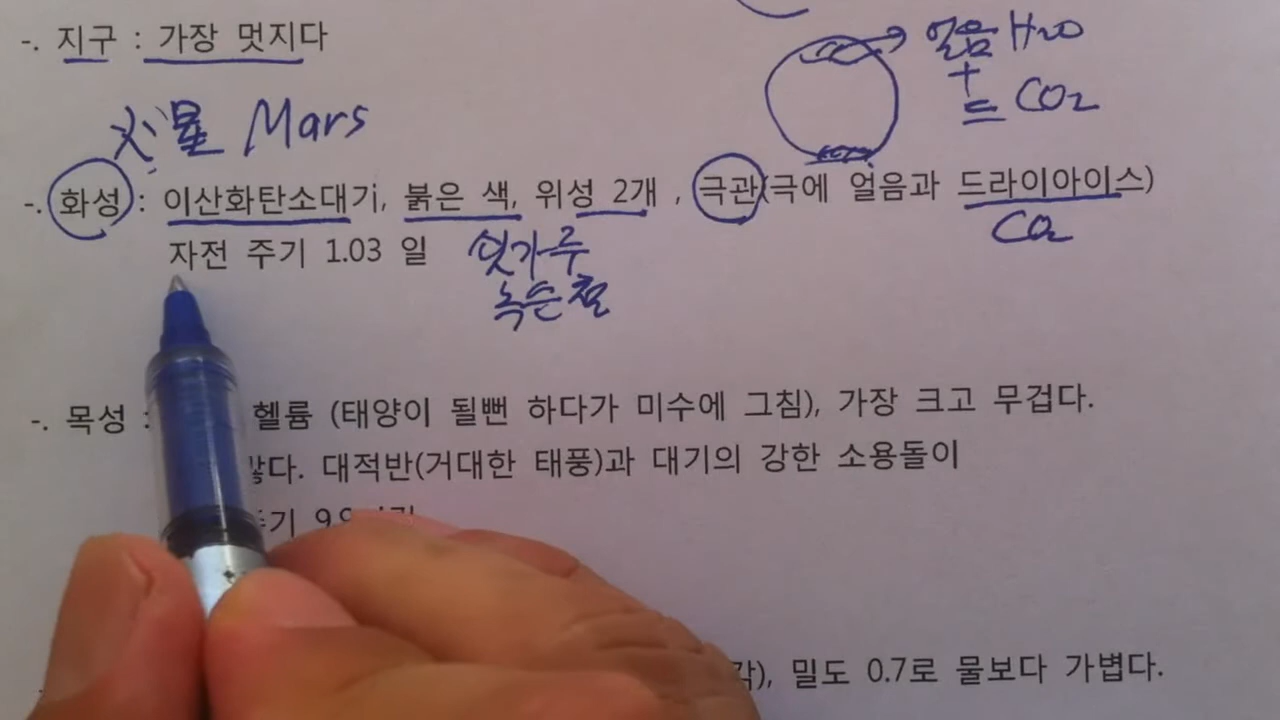 -. 지구 : 가장 멋지다
얼음 H2O
+
드 CO2
火星 Mars
-. 화성 : 이산화탄소대기, 붉은 색, 위성 2개 , 극관(극에 얼음과 드라이아이스)
CO2
자전 주기 1.03 일
쇳가루
녹슨철
-. 목성 : 헬륨 (태양이 될뻔 하다가 미수에 그침), 가장 크고 무겁다.
많다. 대적반(거대한 태풍)과 대기의 강한 소용돌이
주기
각), 밀도 0.7로 물보다 가볍다.